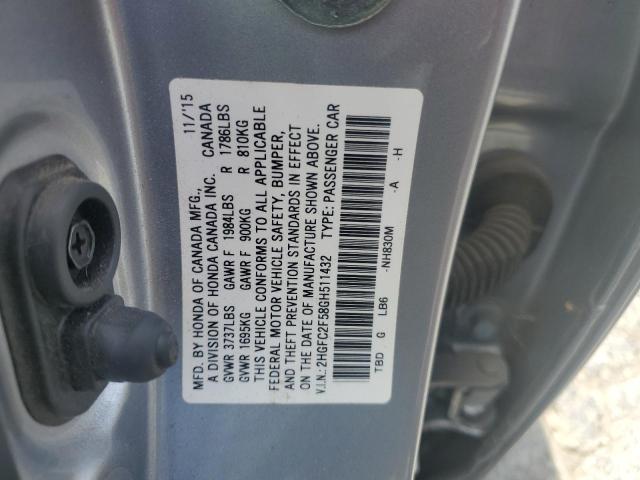 MFD. BY HONDA OF CANADA MFG., 11/'15
A DIVISION OF HONDA CANADA INC. CANADA
GVWR 3737LBS GAWR F 1984LBS R 1786LBS
GVWR 1695KG GAWR F 900KG R 810KG
THIS VEHICLE CONFORMS TO ALL APPLICABLE
FEDERAL MOTOR VEHICLE SAFETY, BUMPER,
AND THEFT PREVENTION STANDARDS IN EFFECT
ON THE DATE OF MANUFACTURE SHOWN ABOVE.
V.I.N.: 2HGFC2F58GH511432 TYPE: PASSENGER CAR
TBD G LB6 -NH830M -A -H